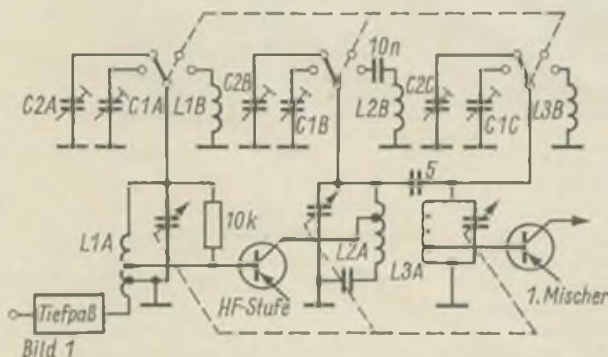 10n
C2A
C1A
L1B
C2B
C1B
L2B
C2C
C1C
L3B
5
10k
L1A
L2A
L3A
HF-Stufe
1. Mischer
Tiefpaß
Bild 1